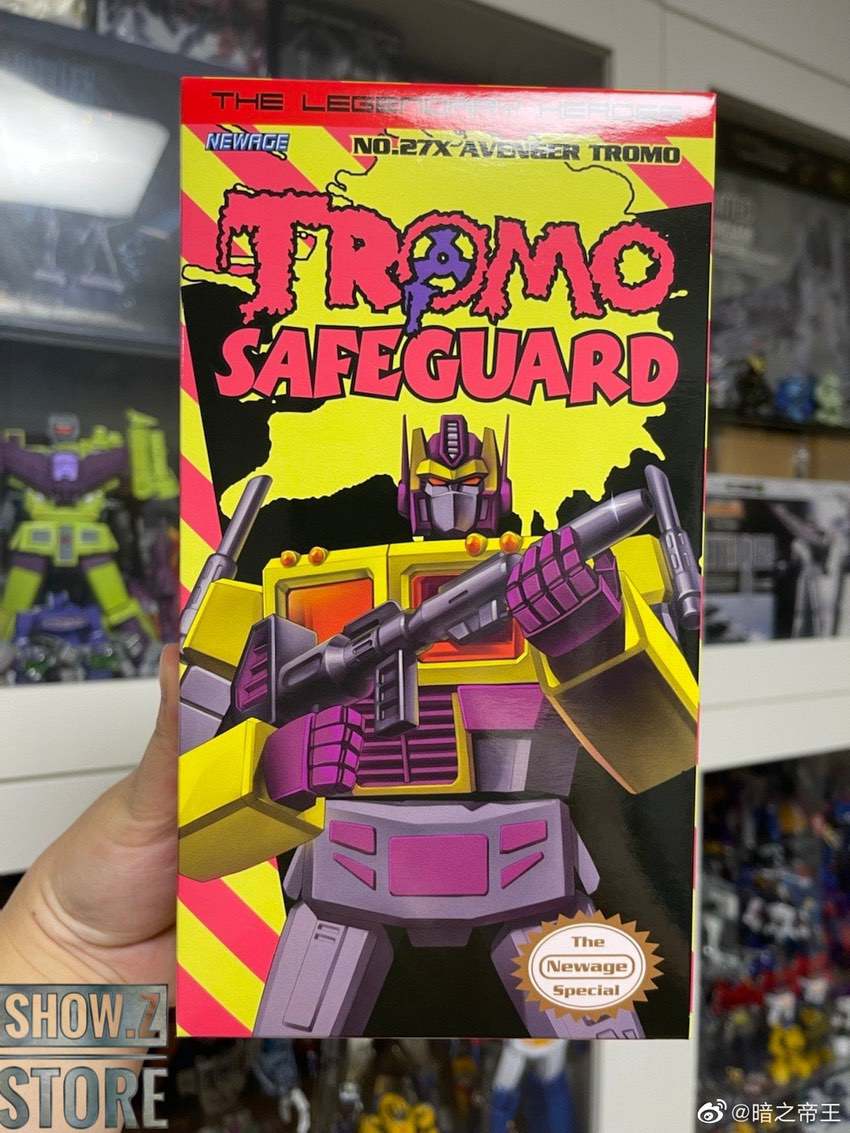 THE LEGENDARY HEROES
NEWAGE
NO.27X AVENGER TROMO
TROMO
SAFEGUARD
The
Newage
Special
SHOW.Z
STORE
@暗之帝王